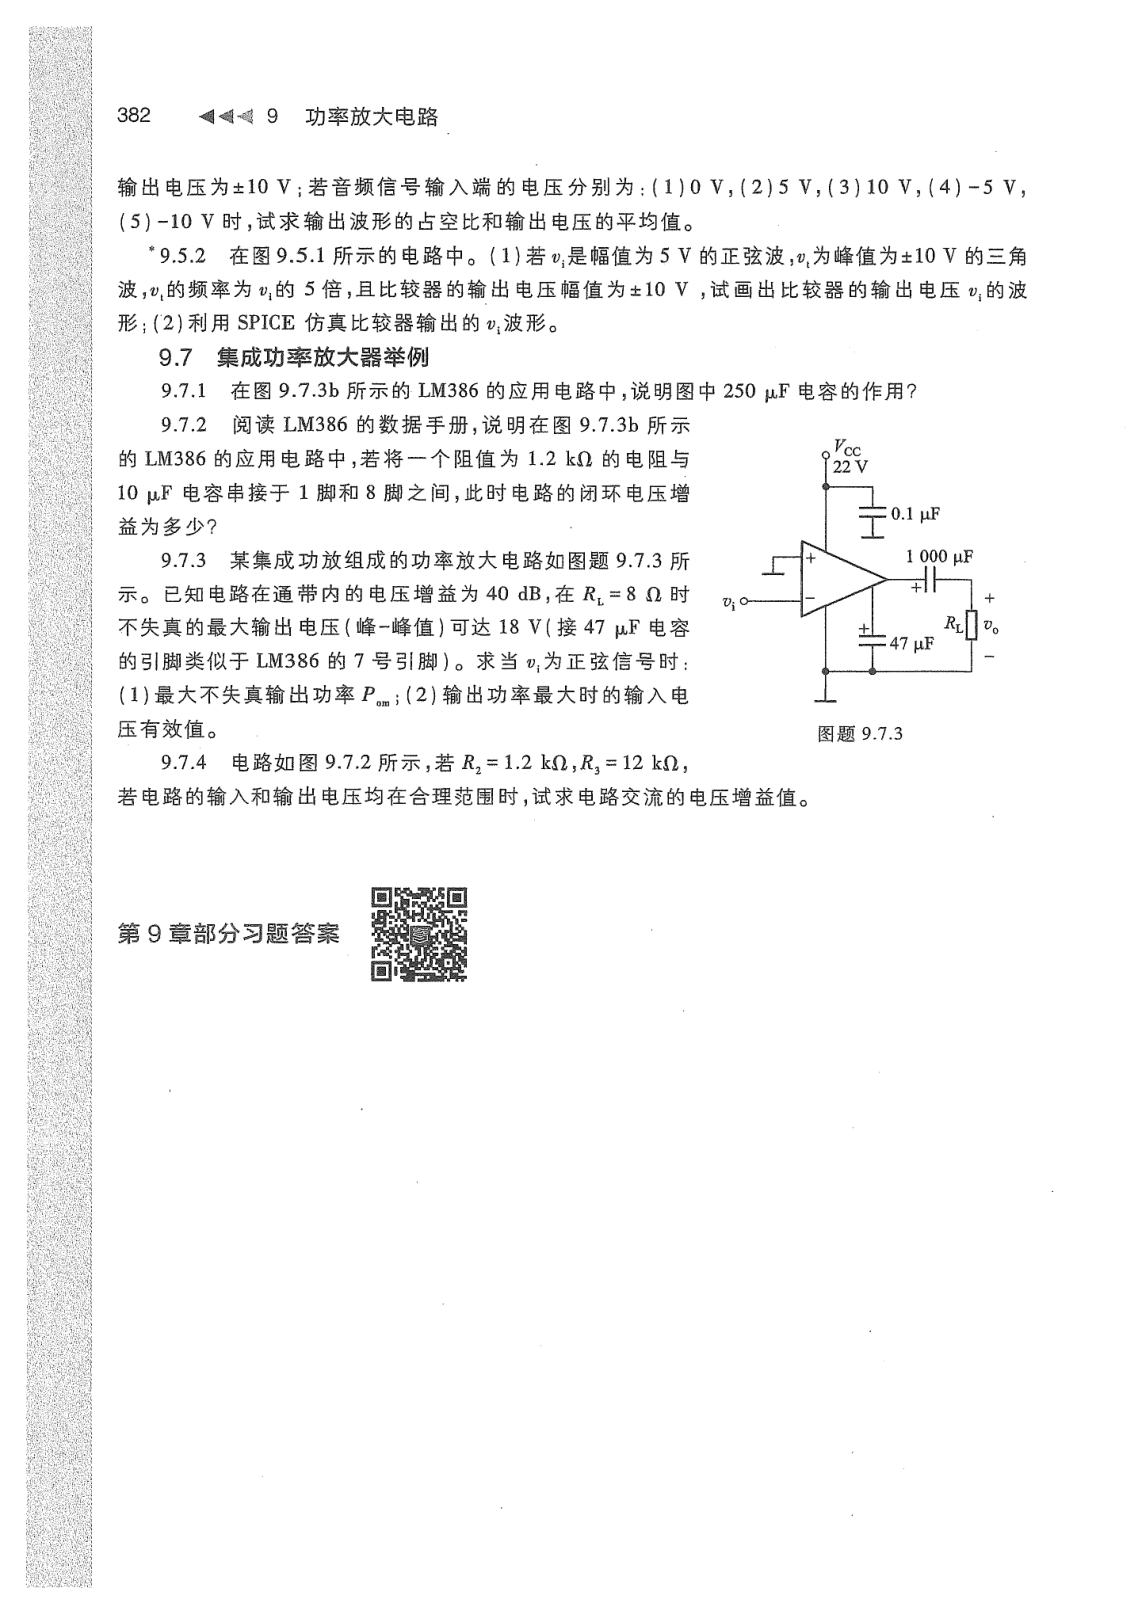 382 9 功率放大电路
输出电压为±10 V;若音频信号输入端的电压分别为:(1)0 V,(2)5 V,(3)10 V,(4)-5 V,
(5)-10 V 时,试求输出波形的占空比和输出电压的平均值。
*9.5.2 在图 9.5.1 所示的电路中。(1)若 vi是幅值为 5 V 的正弦波,vt为峰值为±10 V 的三角
波,vt的频率为 vi的 5 倍,且比较器的输出电压幅值为±10 V ,试画出比较器的输出电压 vt的波
形;(2)利用 SPICE 仿真比较器输出的 vt波形。
9.7 集成功率放大器举例
9.7.1 在图 9.7.3b 所示的 LM386 的应用电路中,说明图中 250 μF 电容的作用?
9.7.2 阅读 LM386 的数据手册,说明在图 9.7.3b 所示
的 LM386 的应用电路中,若将一个阻值为 1.2 kΩ 的电阻与
10 μF 电容串接于 1 脚和 8 脚之间,此时电路的闭环电压增
益为多少?
9.7.3 某集成功放组成的功率放大电路如图题 9.7.3 所
示。已知电路在通带内的电压增益为 40 dB,在 RL=8 Ω 时
不失真的最大输出电压(峰-峰值)可达 18 V(接 47 μF 电容
的引脚类似于 LM386 的 7 号引脚)。求当 vi为正弦信号时:
(1)最大不失真输出功率 Pom;(2)输出功率最大时的输入电
压有效值。
VCC
22 V
0.1 μF
1 000 μF
+
+
vi
-
+
RL
vo
+
47 μF
-
图题 9.7.3
9.7.4 电路如图 9.7.2 所示,若 R2=1.2 kΩ,R3=12 kΩ,
若电路的输入和输出电压均在合理范围时,试求电路交流的电压增益值。
第 9 章部分习题答案